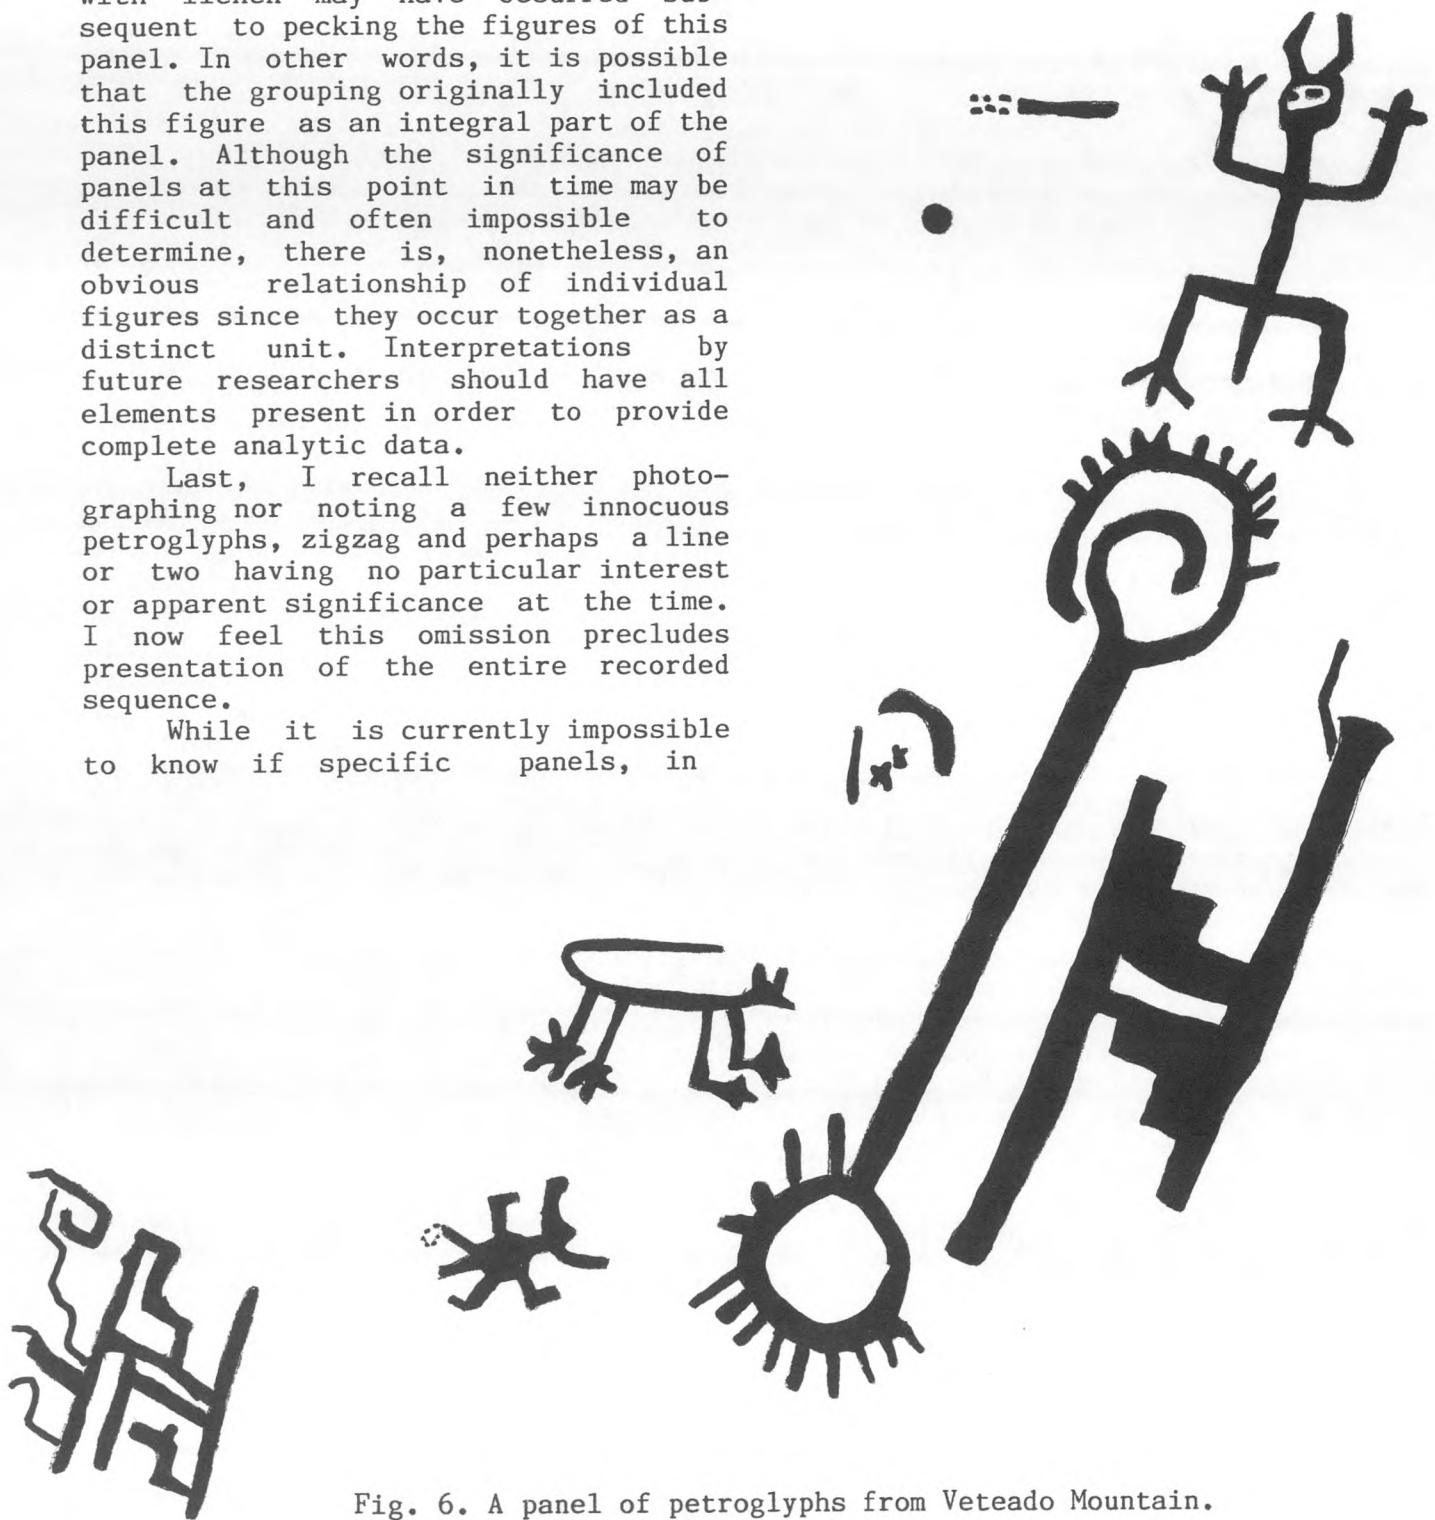 sequent to pecking the figures of this
panel. In other words, it is possible
that the grouping originally included
this figure as an integral part of the
panel. Although the significance of
panels at this point in time may be
difficult and often impossible to
determine, there is, nonetheless, an
obvious relationship of individual
figures since they occur together as a
distinct unit. Interpretations by
future researchers should have all
elements present in order to provide
complete analytic data.
Last, I recall neither photo-
graphing nor noting a few innocuous
petroglyphs, zigzag and perhaps a line
or two having no particular interest
or apparent significance at the time.
I now feel this omission precludes
presentation of the entire recorded
sequence.
While it is currently impossible
to know if specific panels, in
Fig. 6. A panel of petroglyphs from Veteado Mountain.